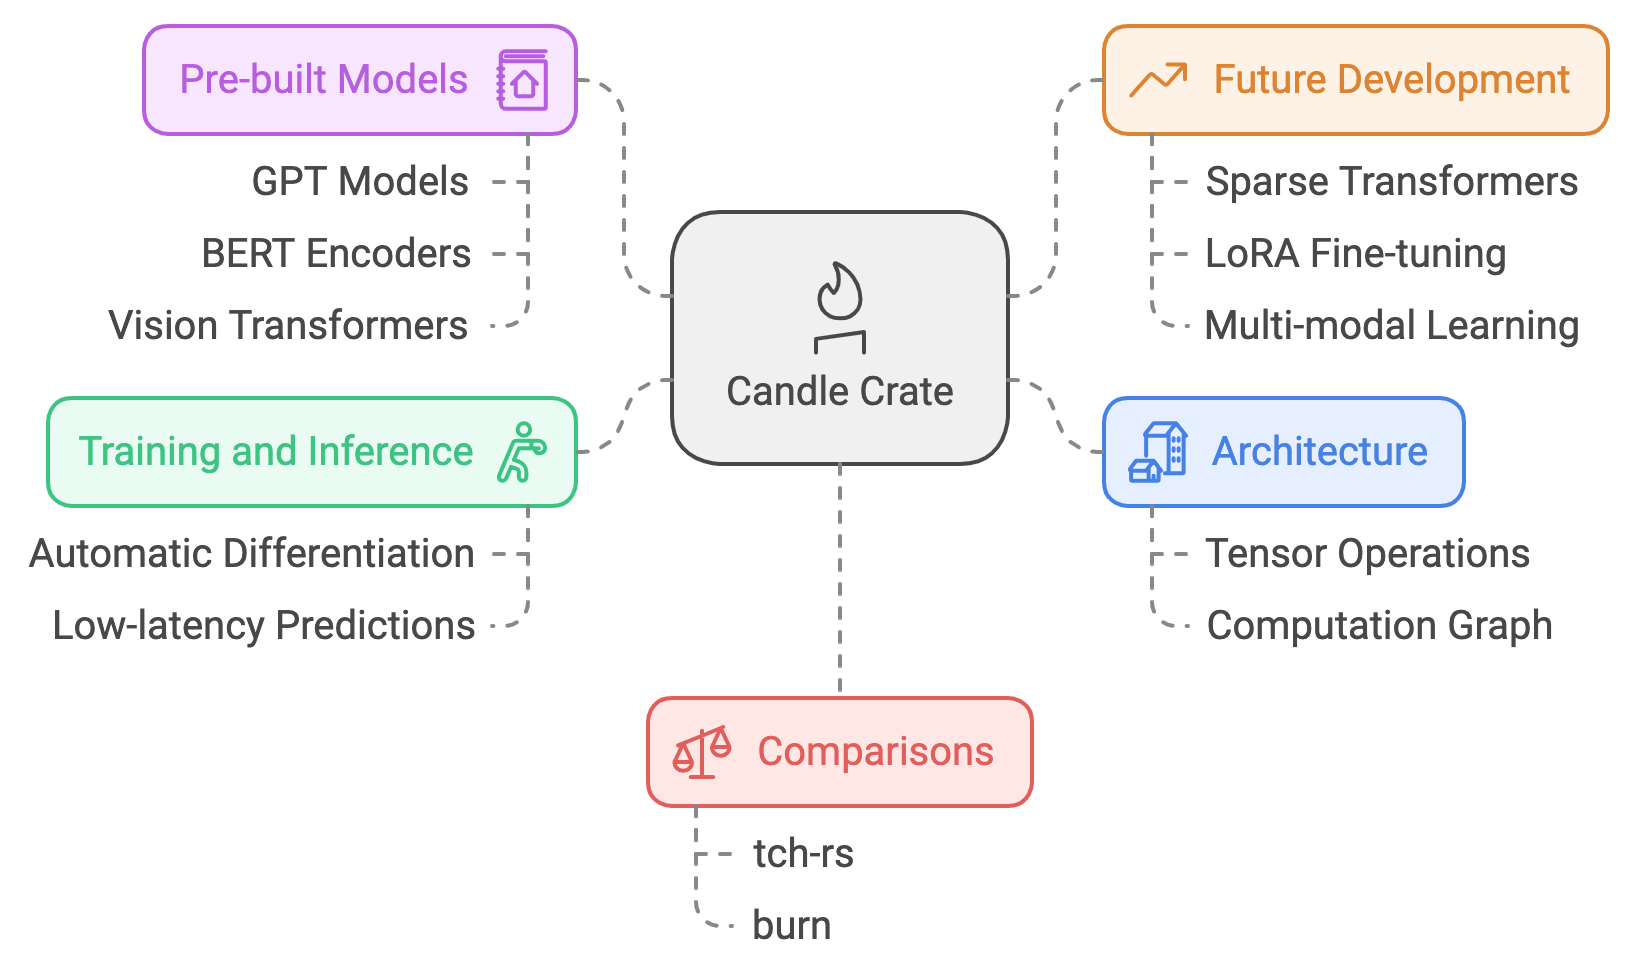 Pre-built Models
GPT Models
BERT Encoders
Vision Transformers
Training and Inference
Automatic Differentiation
Low-latency Predictions
Candle Crate
Future Development
Sparse Transformers
LoRA Fine-tuning
Multi-modal Learning
Architecture
Tensor Operations
Computation Graph
Comparisons
tch-rs
burn